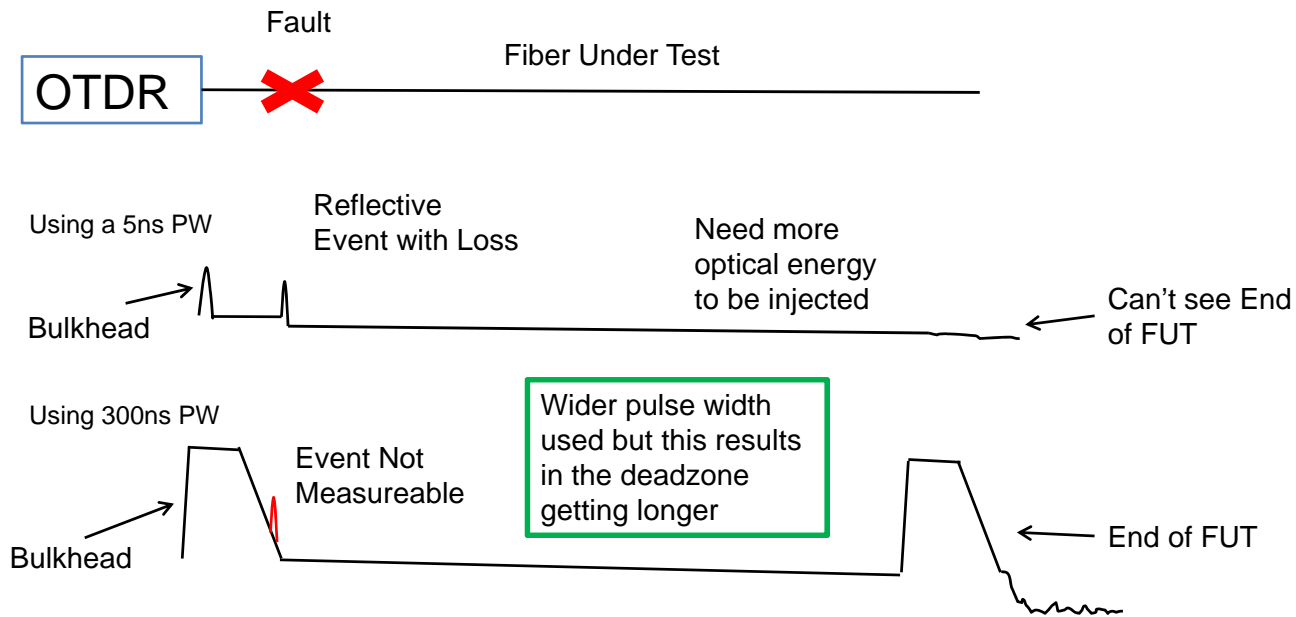 Fault
Fiber Under Test
OTDR
Using a 5ns PW
Reflective
Event with Loss
Need more
optical energy
to be injected
Bulkhead
Can’t see End
of FUT
Using 300ns PW
Event Not
Measureable
Wider pulse width
used but this results
in the deadzone
getting longer
Bulkhead
End of FUT